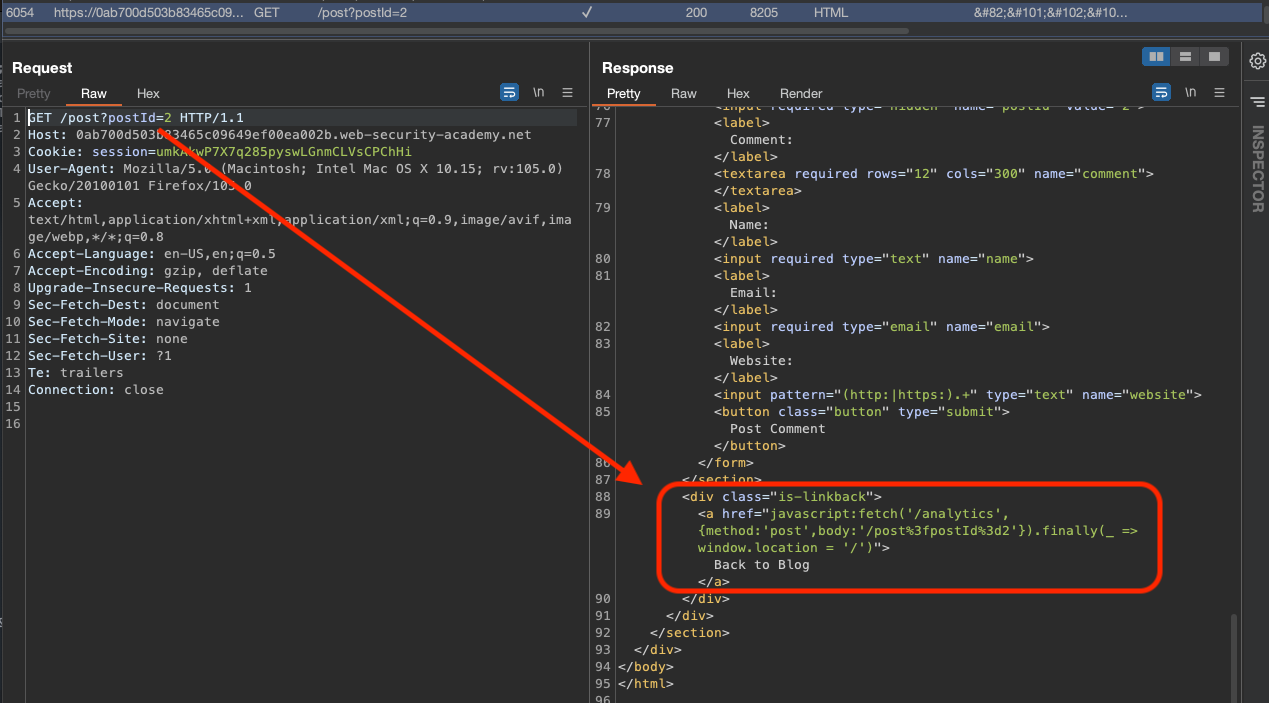 6054 https://0ab700d503b83465c09... GET /post?postId=2 ✓ 200 8205 HTML &#82;&#101;&#102;&#10...
Request
Pretty Raw Hex
\n
1 GET /post?postId=2 HTTP/1.1
2 Host: 0ab700d503b83465c09649ef00ea002b.web-security-academy.net
3 Cookie: session=umkAkwP7X7q285pyswLGnmCLVsCPChHi
4 User-Agent: Mozilla/5.0 (Macintosh; Intel Mac OS X 10.15; rv:105.0)
Gecko/20100101 Firefox/105.0
5 Accept:
text/html,application/xhtml+xml,application/xml;q=0.9,image/avif,ima
ge/webp,*/*;q=0.8
6 Accept-Language: en-US,en;q=0.5
7 Accept-Encoding: gzip, deflate
8 Upgrade-Insecure-Requests: 1
9 Sec-Fetch-Dest: document
10 Sec-Fetch-Mode: navigate
11 Sec-Fetch-Site: none
12 Sec-Fetch-User: ?1
13 Te: trailers
14 Connection: close
15
16
Response
Pretty Raw Hex Render
\n
76 <input required type="hidden" name="postId" value="2">
77 <label>
Comment:
</label>
78 <textarea required rows="12" cols="300" name="comment">
</textarea>
79 <label>
Name:
</label>
80 <input required type="text" name="name">
81 <label>
Email:
</label>
82 <input required type="email" name="email">
83 <label>
Website:
</label>
84 <input pattern="(http:|https:).+" type="text" name="website">
85 <button class="button" type="submit">
Post Comment
</button>
86 </form>
87 </section>
88 <div class="is-linkback">
89 <a href="javascript:fetch('/analytics',
{method:'post',body:'/post%3fpostId%3d2'}).finally(_ =>
window.location = '/')">
Back to Blog
</a>
90 </div>
91 </div>
92 </section>
93 </div>
94 </body>
95 </html>
96
INSPECTOR